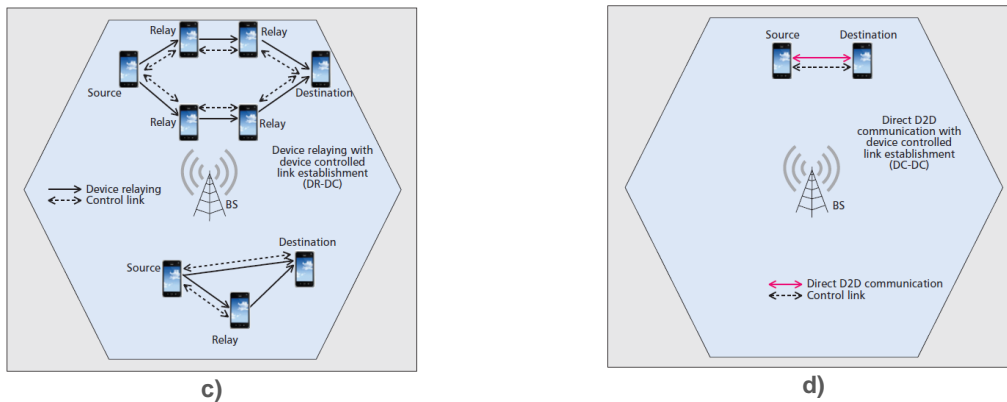 Relay
Relay
Source
Destination
Relay
Relay
Device relaying with
device controlled
link establishment
(DR-DC)
Device relaying
Control link
BS
Destination
Source
Relay
c)
Source
Destination
Direct D2D
communication with
device controlled
link establishment
(DC-DC)
BS
Direct D2D communication
Control link
d)